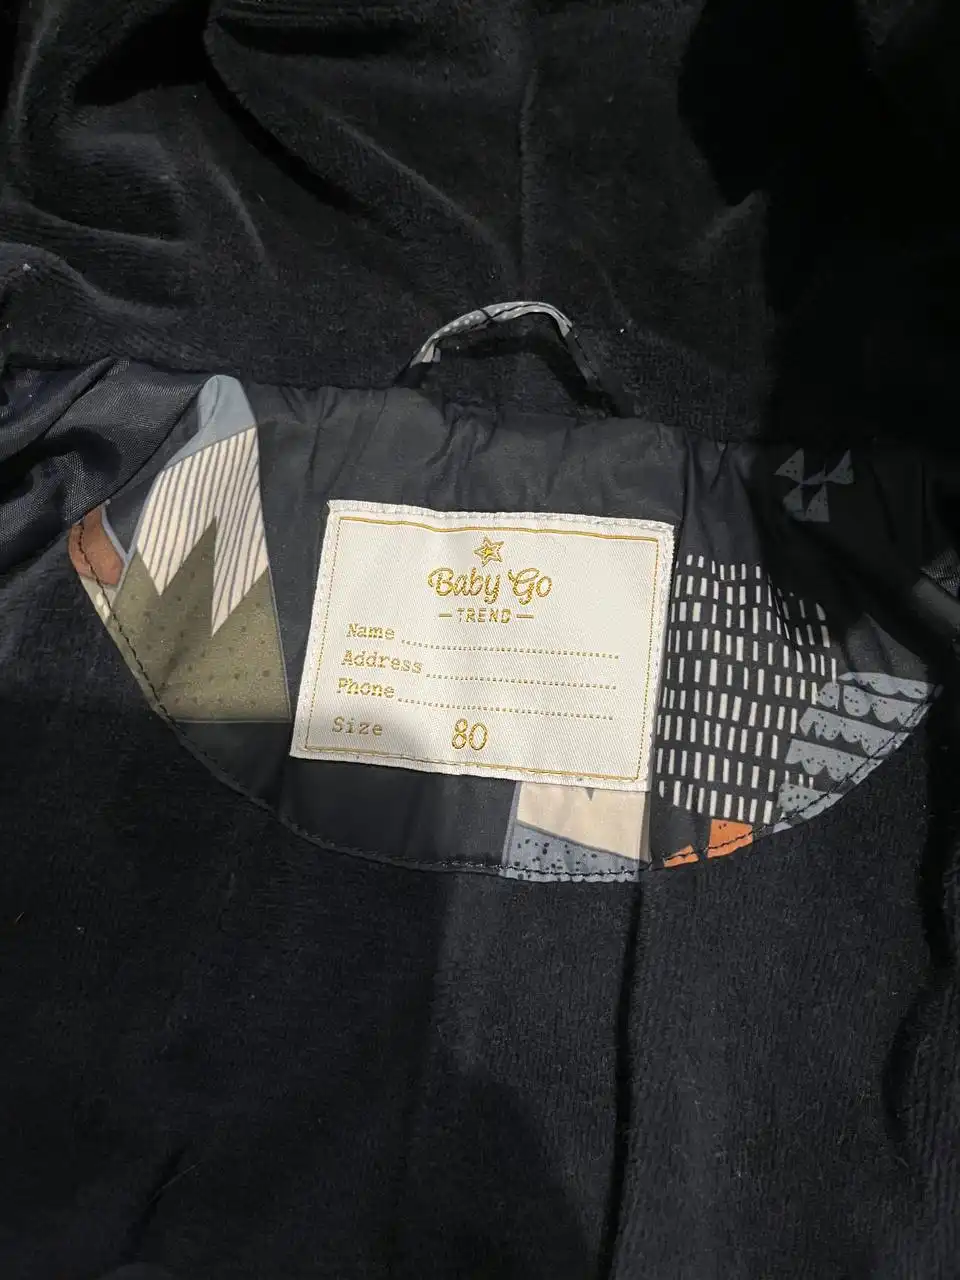 Baby Go
TREND
Name
Address
Phone
Size 80